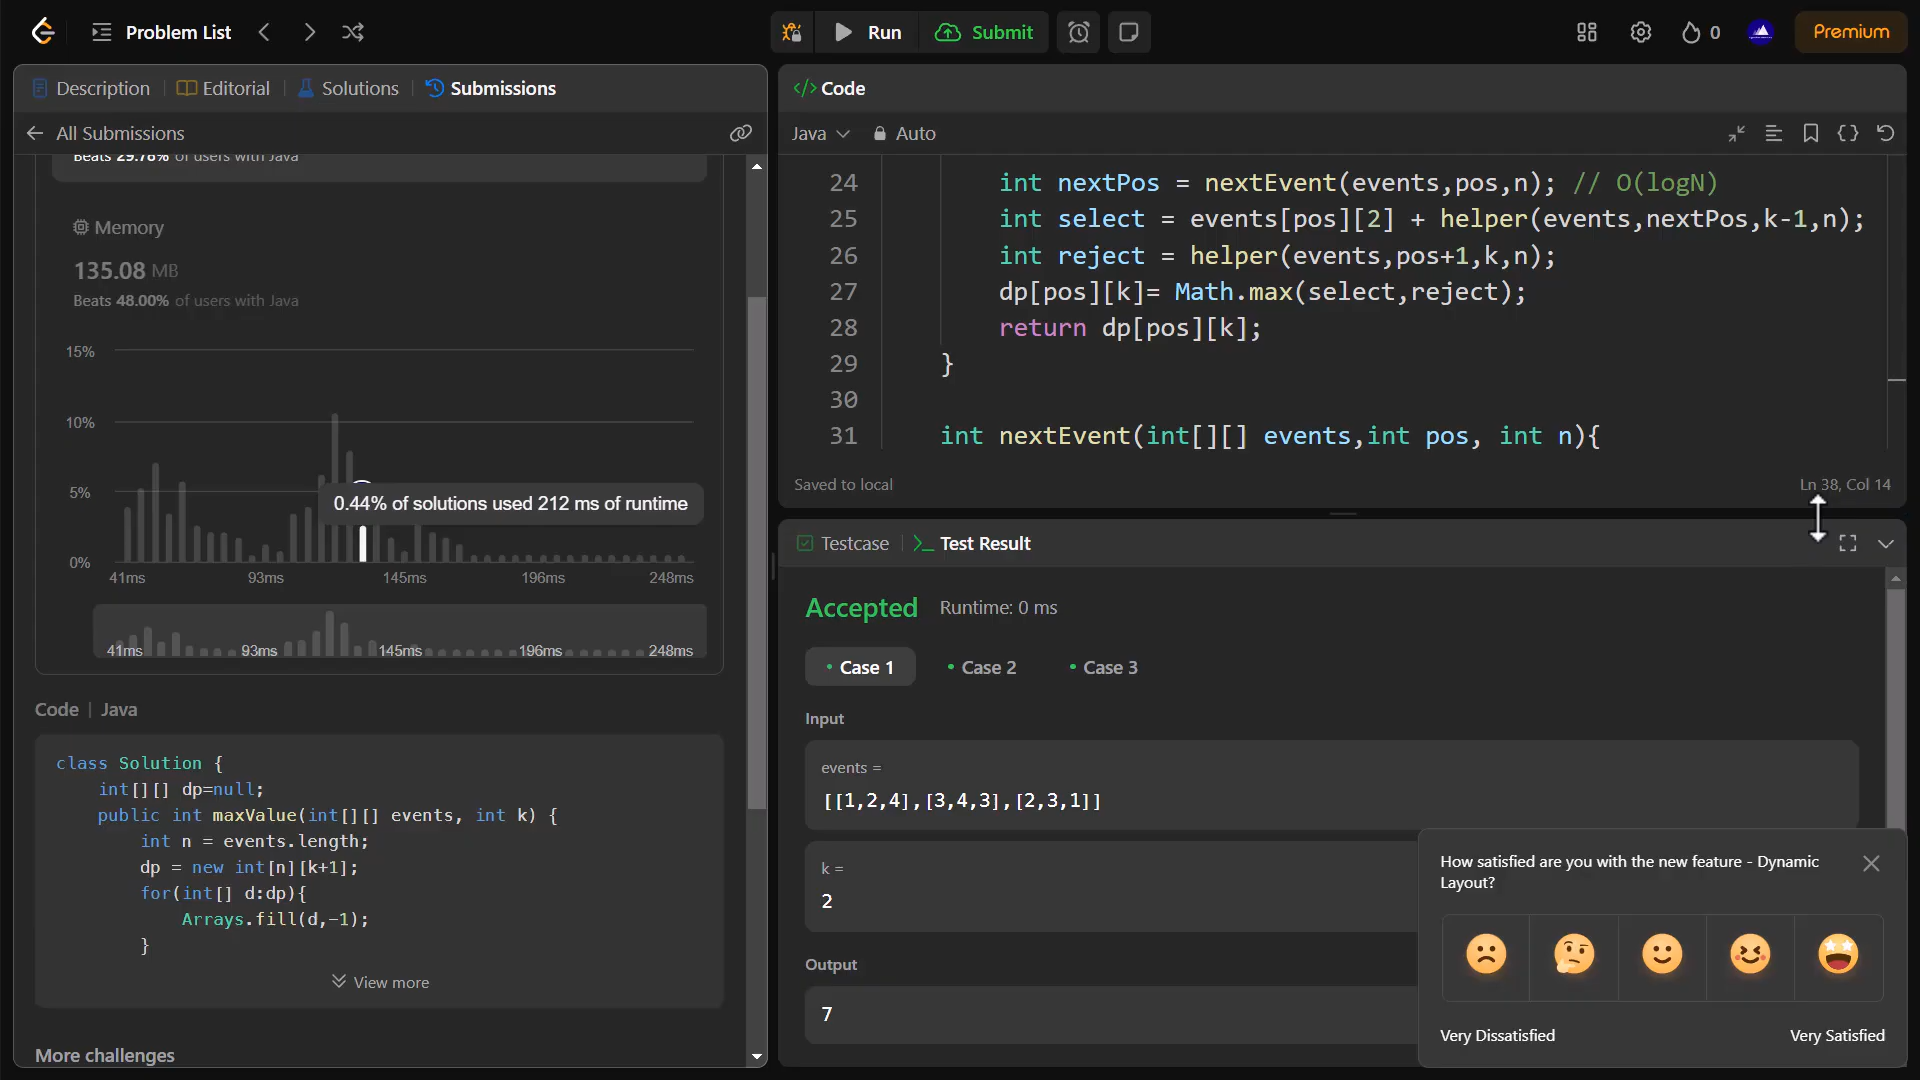 Problem List
Run
Submit
0
Premium
Description
Editorial
Solutions
Submissions
All Submissions
Beats 29.78% of users with Java
Memory
135.08 MB
Beats 48.00% of users with Java
15%
10%
5%
0%
0.44% of solutions used 212 ms of runtime
41ms
93ms
145ms
196ms
248ms
41ms
93ms
145ms
196ms
248ms
Code | Java
class Solution {
int[][] dp=null;
public int maxValue(int[][] events, int k) {
int n = events.length;
dp = new int[n][k+1];
for(int[] d:dp){
Arrays.fill(d,-1);
}
View more
More challenges
</> Code
Java
Auto
24 int nextPos = nextEvent(events,pos,n); // O(logN)
25 int select = events[pos][2] + helper(events,nextPos,k-1,n);
26 int reject = helper(events,pos+1,k,n);
27 dp[pos][k]= Math.max(select,reject);
28 return dp[pos][k];
29 }
30
31 int nextEvent(int[][] events,int pos, int n){
Saved to local
Ln 38, Col 14
Testcase
Test Result
Accepted
Runtime: 0 ms
Case 1
Case 2
Case 3
Input
events =
[[1,2,4],[3,4,3],[2,3,1]]
k =
2
Output
7
How satisfied are you with the new feature - Dynamic
Layout?
Very Dissatisfied
Very Satisfied